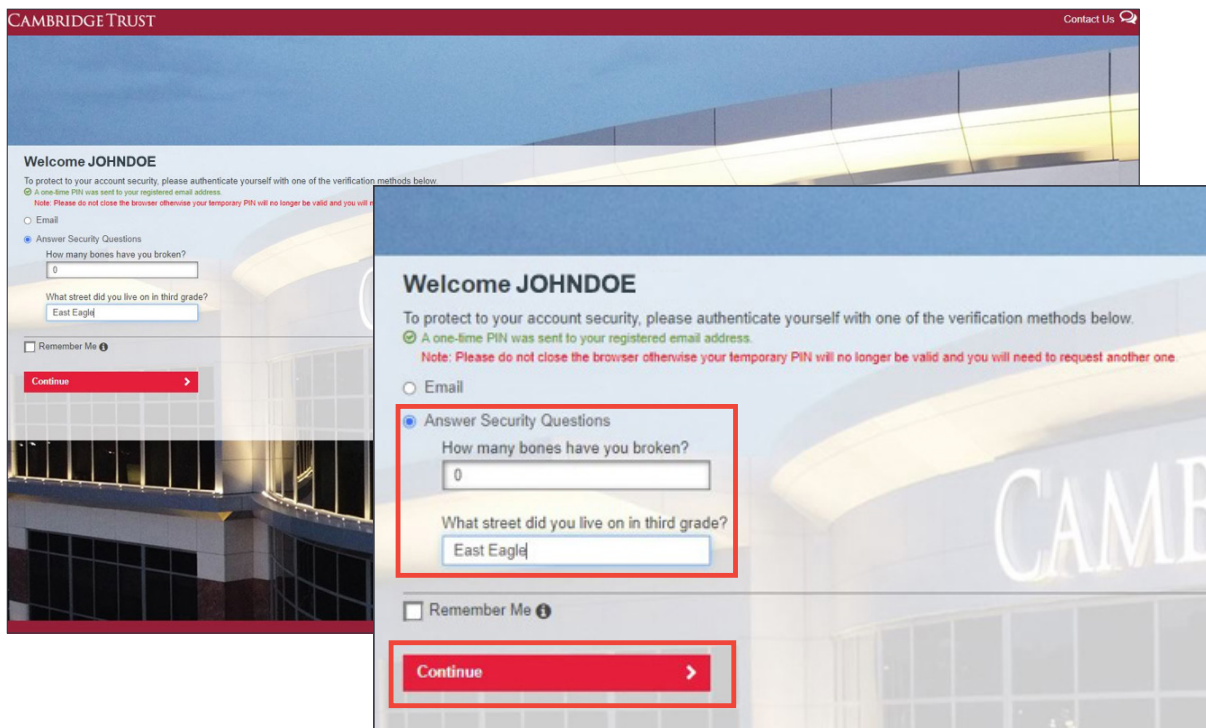 CAMBRIDGE TRUST
Contact Us
Welcome JOHNDOE
To protect to your account security, please authenticate yourself with one of the verification methods below.
A one-time PIN was sent to your registered email address.
Note: Please do not close the browser otherwise your temporary PIN will no longer be valid and you will
Email
Answer Security Questions
How many bones have you broken?
0
What street did you live on in third grade?
East Eagle
Remember Me
Continue
Welcome JOHNDOE
To protect to your account security, please authenticate yourself with one of the verification methods below.
A one-time PIN was sent to your registered email address.
Note: Please do not close the browser otherwise your temporary PIN will no longer be valid and you will need to request another one.
Email
Answer Security Questions
How many bones have you broken?
0
What street did you live on in third grade?
East Eagle
CAMB
Remember Me
Continue